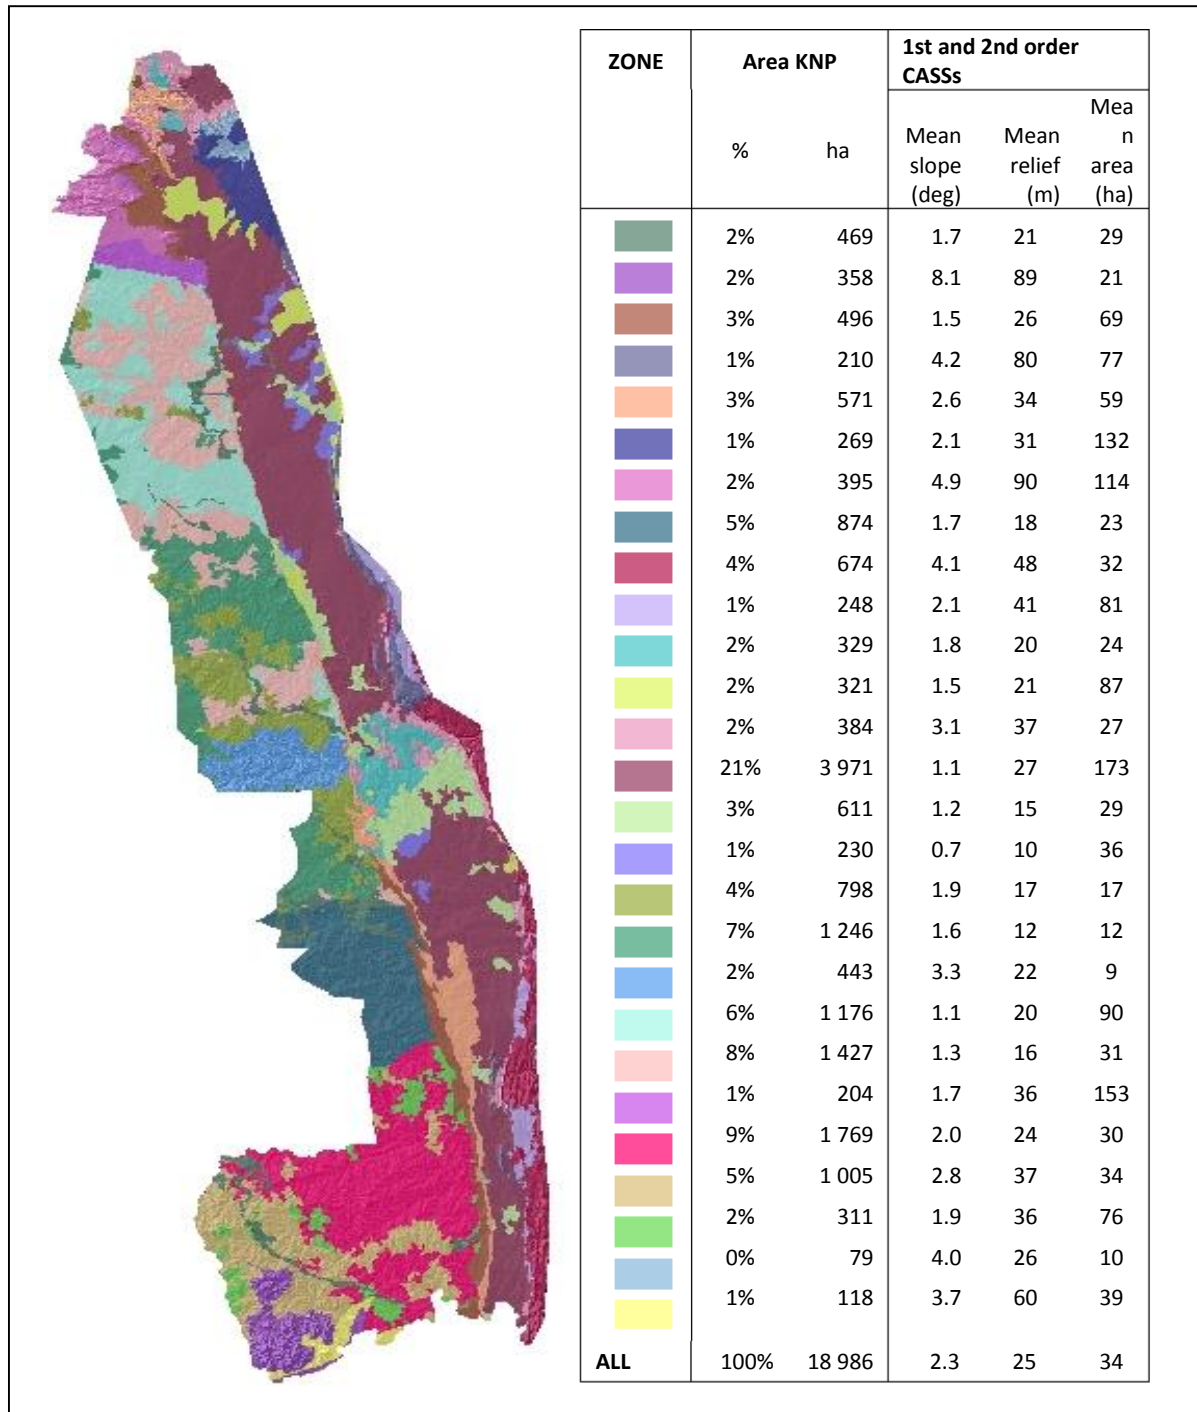 ZONE Area KNP 1st and 2nd order
CASSs
% ha Mean slope (deg) Mean relief (m) Mea n area (ha)
2% 469 1.7 21 29
2% 358 8.1 89 21
3% 496 1.5 26 69
1% 210 4.2 80 77
3% 571 2.6 34 59
1% 269 2.1 31 132
2% 395 4.9 90 114
5% 874 1.7 18 23
4% 674 4.1 48 32
1% 248 2.1 41 81
2% 329 1.8 20 24
2% 321 1.5 21 87
2% 384 3.1 37 27
21% 3 971 1.1 27 173
3% 611 1.2 15 29
1% 230 0.7 10 36
4% 798 1.9 17 17
7% 1 246 1.6 12 12
2% 443 3.3 22 9
6% 1 176 1.1 20 90
8% 1 427 1.3 16 31
1% 204 1.7 36 153
9% 1 769 2.0 24 30
5% 1 005 2.8 37 34
2% 311 1.9 36 76
0% 79 4.0 26 10
1% 118 3.7 60 39
ALL 100% 18 986 2.3 25 34